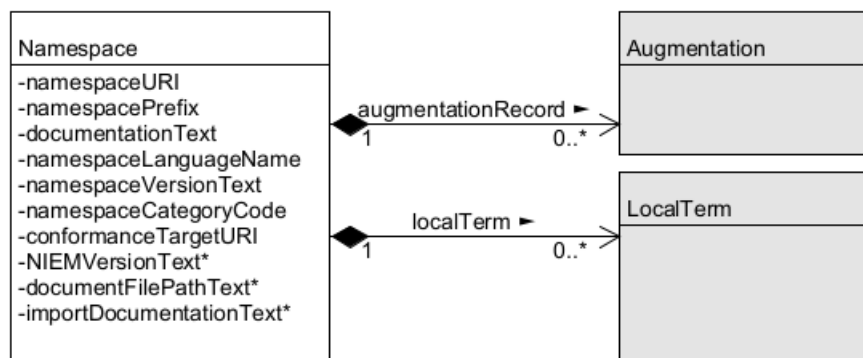 Namespace
-namespaceURI
-namespacePrefix
-documentationText
-namespaceLanguageName
-namespaceVersionText
-namespaceCategoryCode
-conformanceTargetURI
-NIEMVersionText*
-documentFilePathText*
-importDocumentationText*
augmentationRecord ►
1 0..*
localTerm ►
1 0..*
Augmentation
LocalTerm